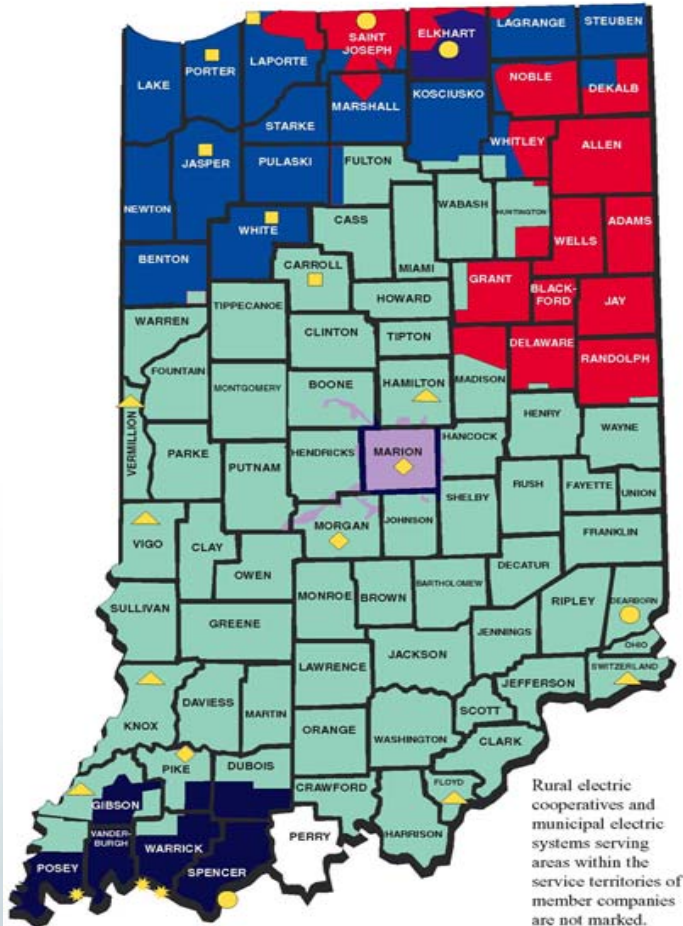 LAGRANGE
STEUBEN
SAINT
JOSEPH
ELKHART
LAPORTE
PORTER
LAKE
NOBLE
DEKALB
KOSCIUSKO
MARSHALL
STARKE
WHITLEY
ALLEN
JASPER
PULASKI
FULTON
NEWTON
WHITE
CASS
WABASH
HUNTINGTON
WELLS
ADAMS
BENTON
CARROLL
MIAMI
GRANT
BLACK-
FORD
JAY
TIPPECANOE
HOWARD
WARREN
CLINTON
TIPTON
DELAWARE
RANDOLPH
FOUNTAIN
MONTGOMERY
BOONE
HAMILTON
MADISON
HENRY
WAYNE
VERMILLION
PARKE
PUTNAM
HENDRICKS
MARION
HANCOCK
SHELBY
RUSH
FAYETTE
UNION
VIGO
CLAY
MORGAN
JOHNSON
FRANKLIN
OWEN
DECATUR
SULLIVAN
GREENE
MONROE
BROWN
BARTHOLOMEW
RIPLEY
DEARBORN
JENNINGS
OHIO
LAWRENCE
JACKSON
SWITZERLAND
JEFFERSON
KNOX
DAVIESS
MARTIN
ORANGE
WASHINGTON
SCOTT
CLARK
PIKE
DUBOIS
CRAWFORD
FLOYD
GIBSON
HARRISON
VANDER-
BURGH
WARRICK
PERRY
POSEY
SPENCER
Rural electric
cooperatives and
municipal electric
systems serving
areas within the
service territories of
member companies
are not marked.